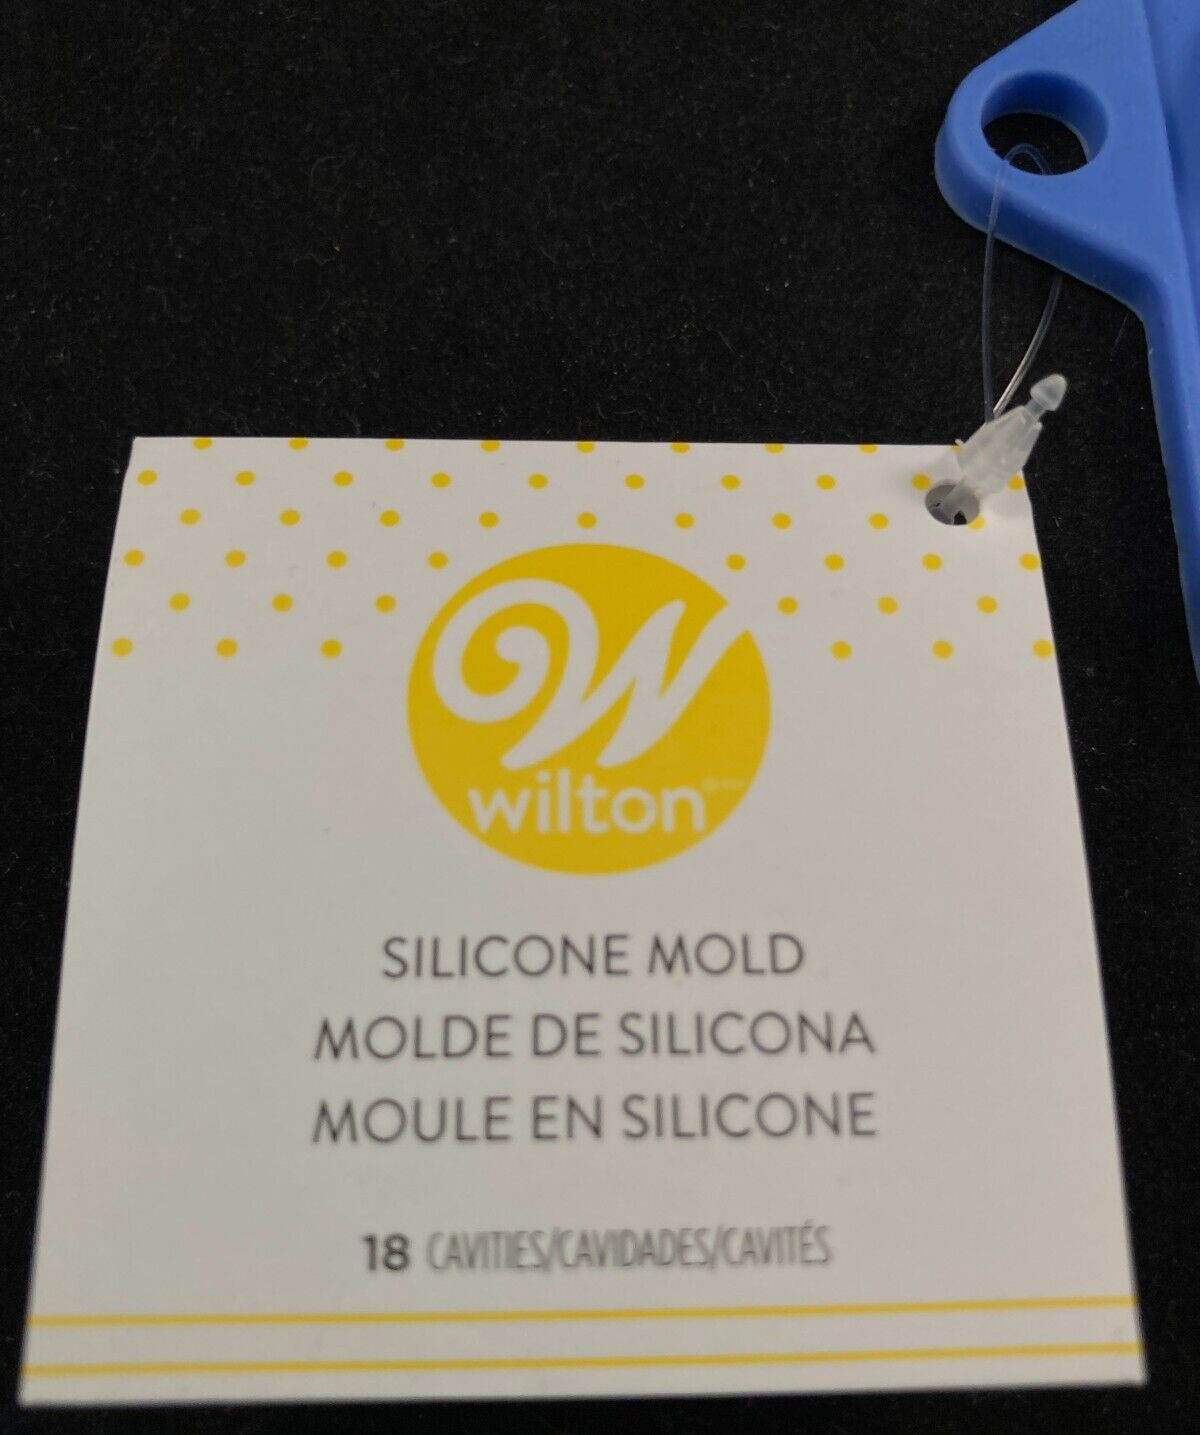 W
wilton
SILICONE MOLD
MOLDE DE SILICONA
MOULE EN SILICONE
18 CAVITIES/CAVIDADES/CAVITÉS